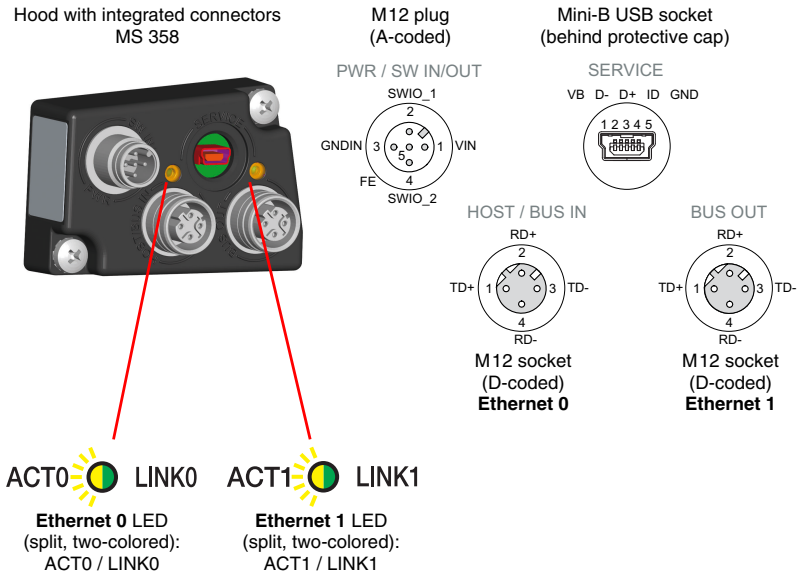 Hood with integrated connectors
MS 358
M12 plug
(A-coded)
PWR / SW IN/OUT
SWIO_1
2
GNDIN 3 5 1 VIN
FE 4
SWIO_2
Mini-B USB socket
(behind protective cap)
SERVICE
VB D- D+ ID GND
1 2 3 4 5
SERVICE
HOST / BUS IN
RD+
2
TD+ 1 3 TD-
4
RD-
M12 socket
(D-coded)
Ethernet 0
BUS OUT
RD+
2
TD+ 1 3 TD-
4
RD-
M12 socket
(D-coded)
Ethernet 1
ACT0 LINK0
Ethernet 0 LED
(split, two-colored):
ACT0 / LINK0
ACT1 LINK1
Ethernet 1 LED
(split, two-colored):
ACT1 / LINK1